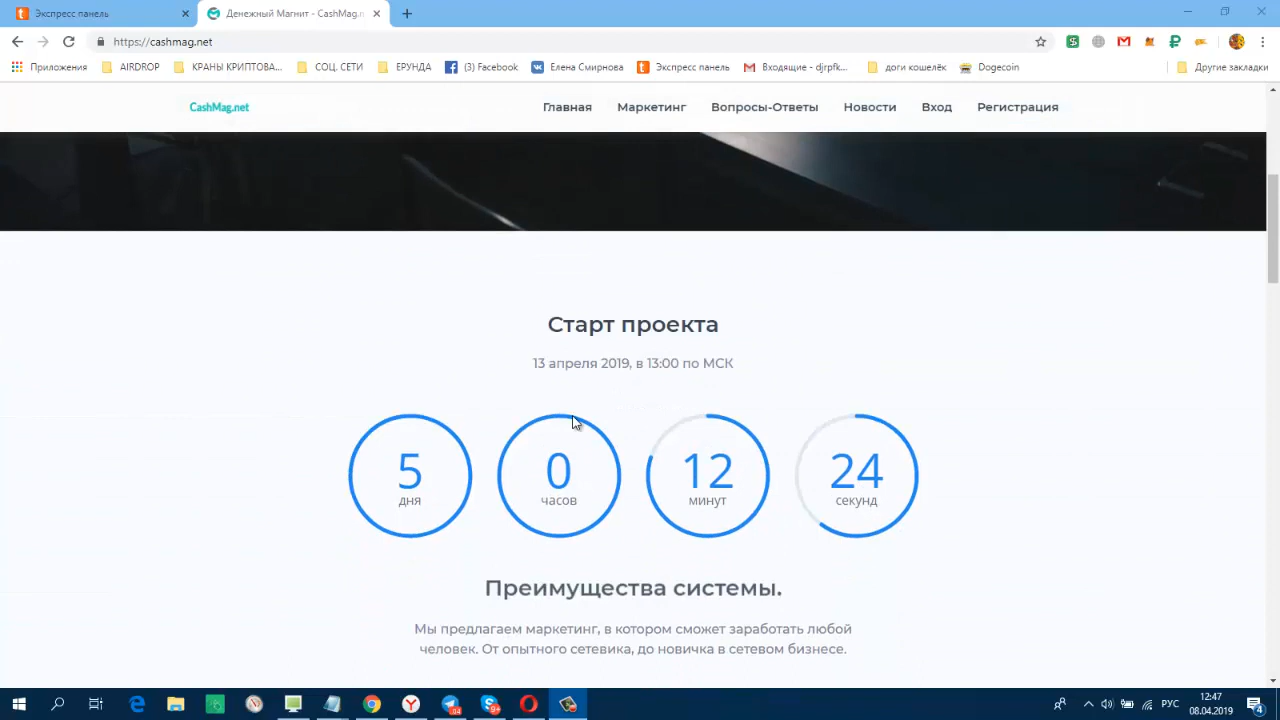 Экспресс панель
Денежный Магнит - CashMag.n
https://cashmag.net
Приложения
AIRDROP
КРАНЫ КРИПТОВА...
СОЦ. СЕТИ
ЕРУНДА
(3) Facebook
Елена Смирнова
Экспресс панель
Входящие - djrpfk...
доги кошелёк
Dogecoin
Другие закладки
CashMag.net
Главная
Маркетинг
Вопросы-Ответы
Новости
Вход
Регистрация
Старт проекта
13 апреля 2019, в 13:00 по МСК
5
дня
0
часов
12
минут
24
секунд
Преимущества системы.
Мы предлагаем маркетинг, в котором сможет заработать любой
человек. От опытного сетевика, до новичка в сетевом бизнесе.
РУС
12:47
08.04.2019